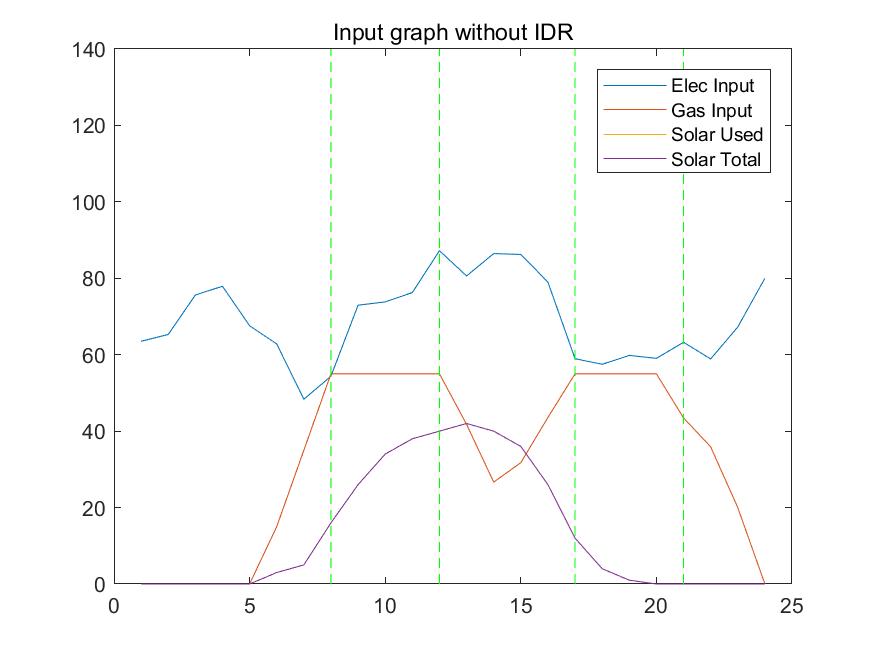 Input graph without IDR
140
120
100
80
60
40
20
0
Elec Input
Gas Input
Solar Used
Solar Total
0 5 10 15 20 25